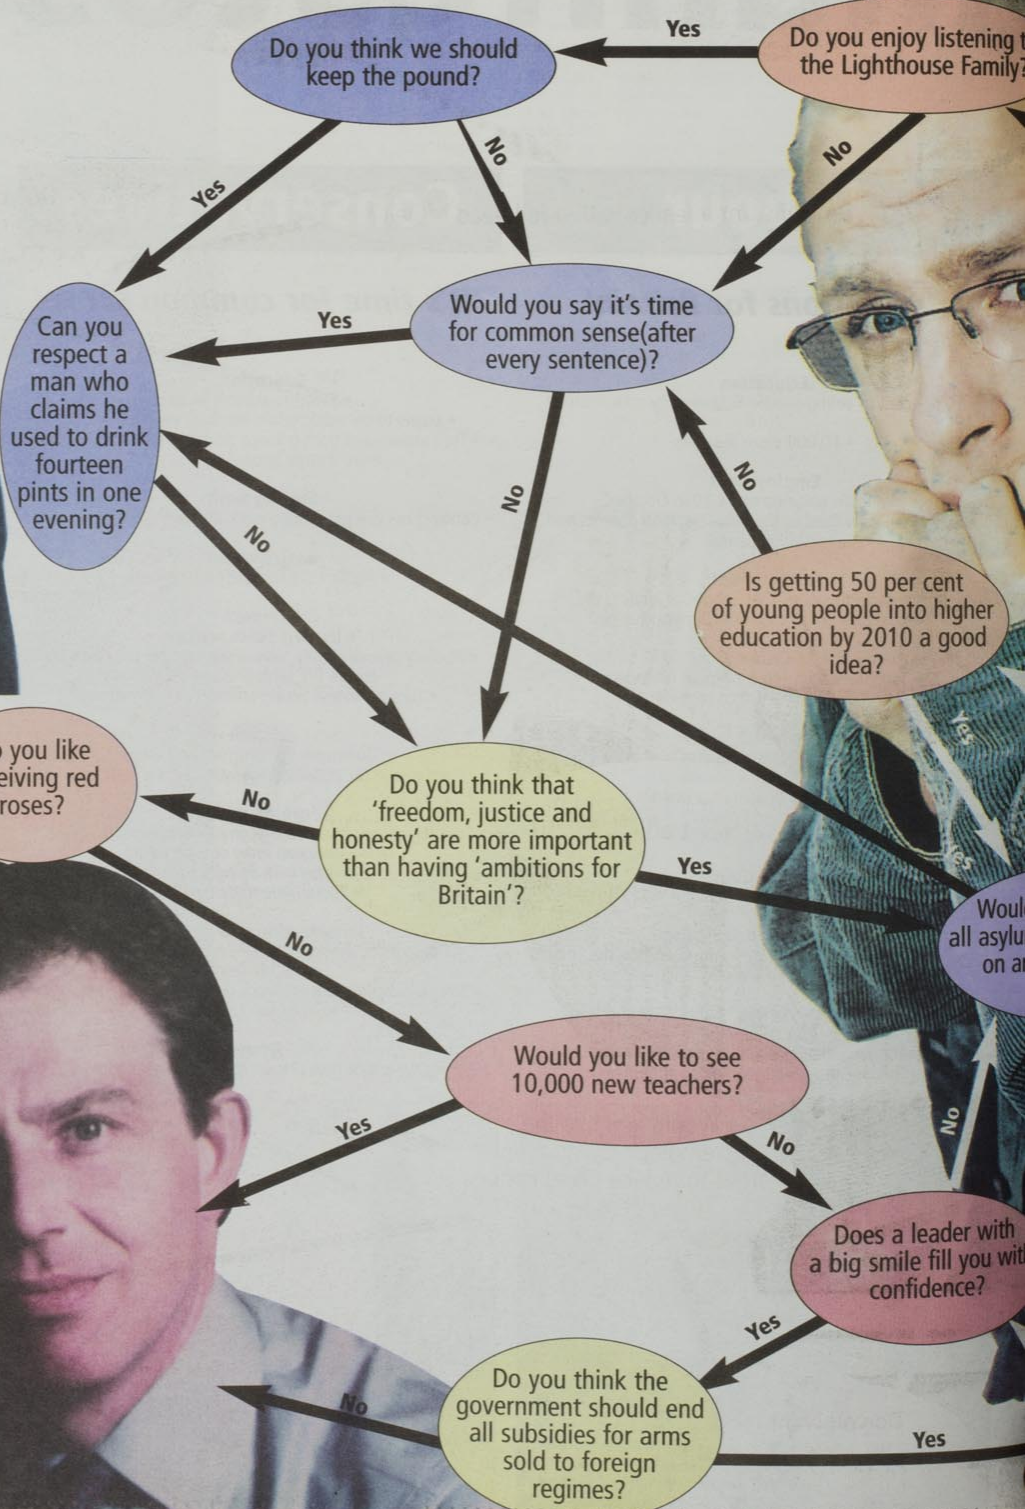 Do you think we should
keep the pound?
Yes
Do you enjoy listening
the Lighthouse Family?
No
Yes
No
Can you
respect a
man who
claims he
used to drink
fourteen
pints in one
evening?
Yes
Would you say it's time
for common sense(after
every sentence)?
No
No
No
Is getting 50 per cent
of young people into higher
education by 2010 a good
idea?
Yes
you like
eiving red
roses?
No
Do you think that
'freedom, justice and
honesty' are more important
than having 'ambitions for
Britain'?
Yes
Yes
Would
all asylu
on ar
No
Would you like to see
10,000 new teachers?
Yes
No
No
Does a leader with
a big smile fill you with
confidence?
Yes
Do you think the
government should end
all subsidies for arms
sold to foreign
regimes?
No
Yes